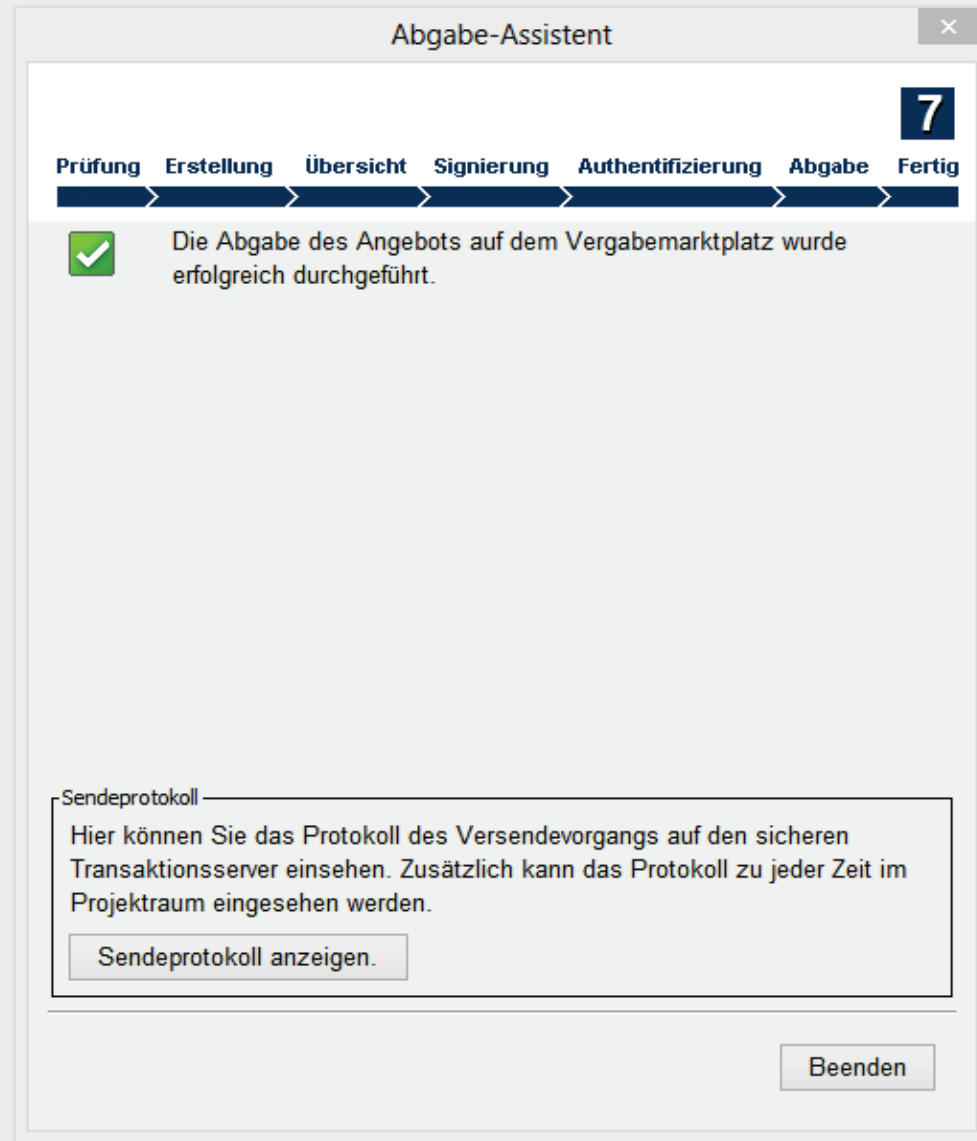 Abgabe-Assistent
7
Prüfung Erstellung Übersicht Signierung Authentifizierung Abgabe Fertig
Die Abgabe des Angebots auf dem Vergabemarktplatz wurde
erfolgreich durchgeführt.
Sendeprotokoll
Hier können Sie das Protokoll des Versendevorgangs auf den sicheren
Transaktionsserver einsehen. Zusätzlich kann das Protokoll zu jeder Zeit im
Projektraum eingesehen werden.
Sendeprotokoll anzeigen.
Beenden